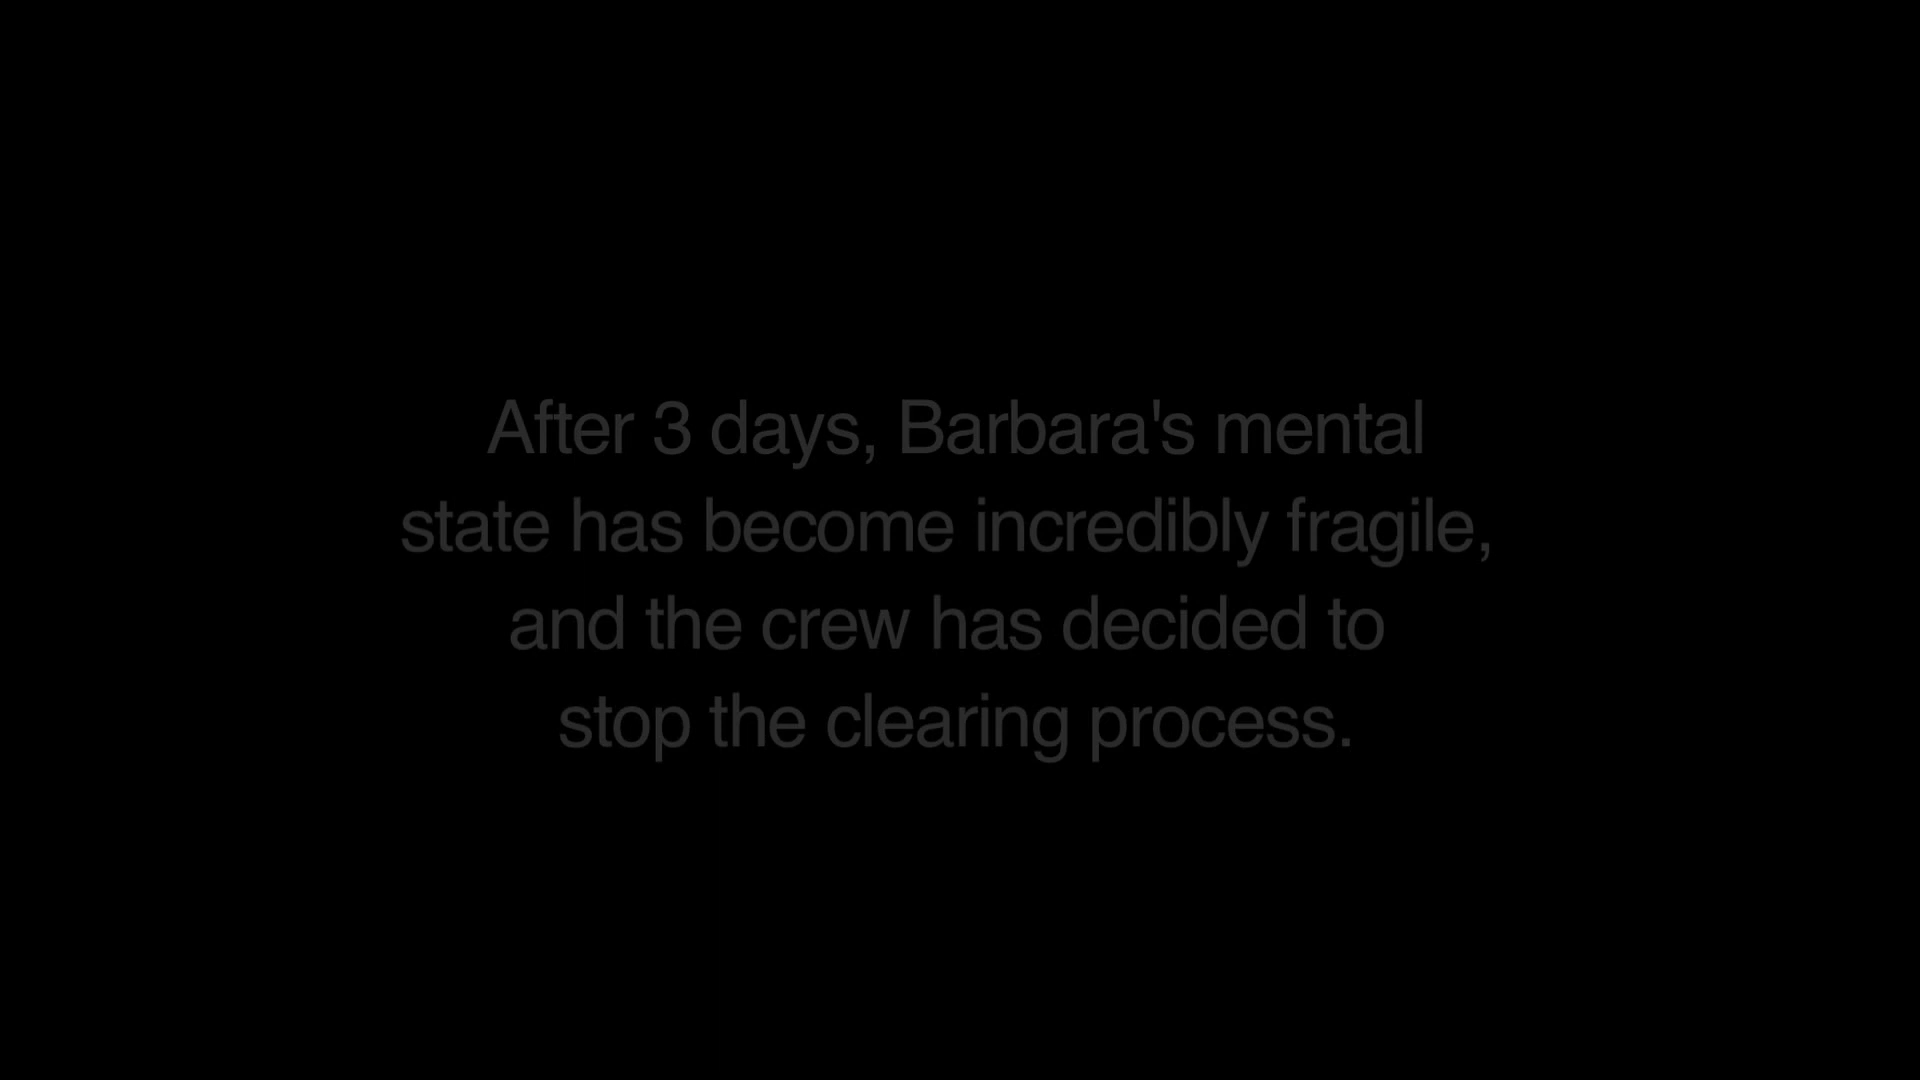 After 3 days, Barbara's mental
state has become incredibly fragile,
and the crew has decided to
stop the clearing process.